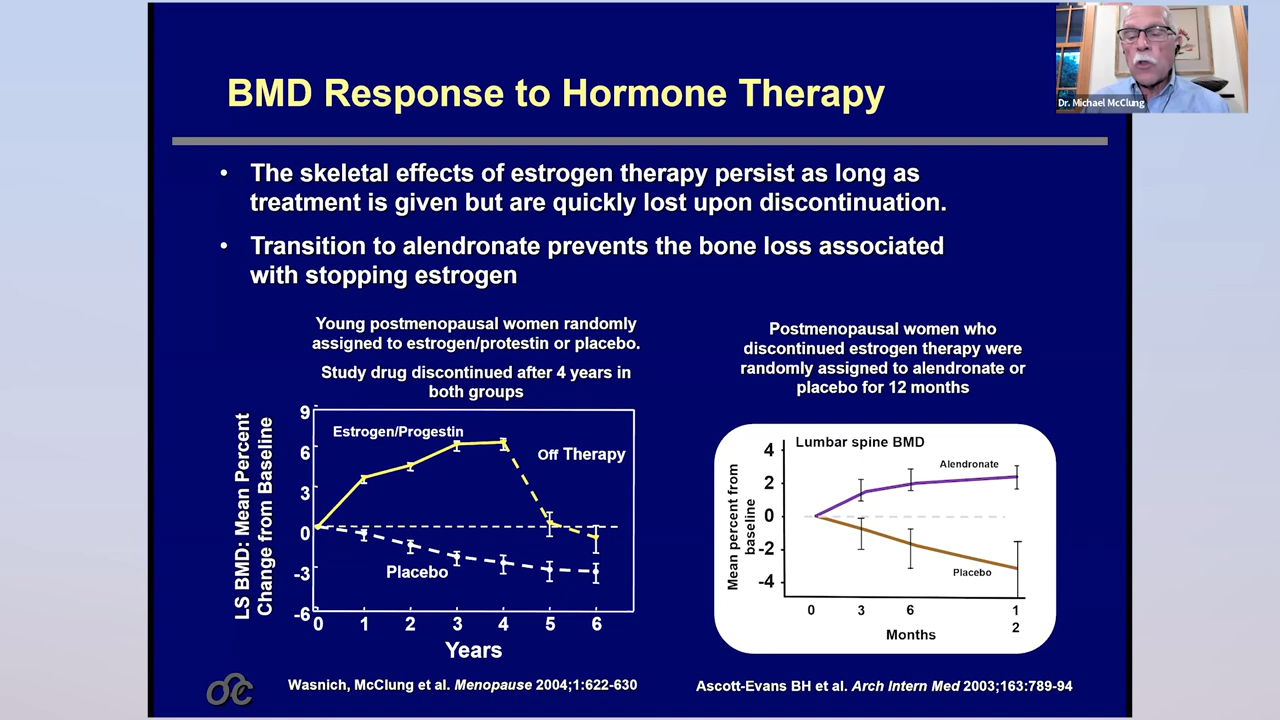 BMD Response to Hormone Therapy
Dr. Michael McClung
• The skeletal effects of estrogen therapy persist as long as
treatment is given but are quickly lost upon discontinuation.
• Transition to alendronate prevents the bone loss associated
with stopping estrogen
Young postmenopausal women randomly
assigned to estrogen/protestin or placebo.
Study drug discontinued after 4 years in
both groups
LS BMD: Mean Percent
Change from Baseline
9
6
3
0
-3
-6
Estrogen/Progestin
Off Therapy
Placebo
0 1 2 3 4 5 6
Years
Wasnich, McClung et al. Menopause 2004;1:622-630
Postmenopausal women who
discontinued estrogen therapy were
randomly assigned to alendronate or
placebo for 12 months
Lumbar spine BMD
Mean percent from
baseline
4
2
0
-2
-4
Alendronate
Placebo
0 3 6 1
2
Months
Ascott-Evans BH et al. Arch Intern Med 2003;163:789-94